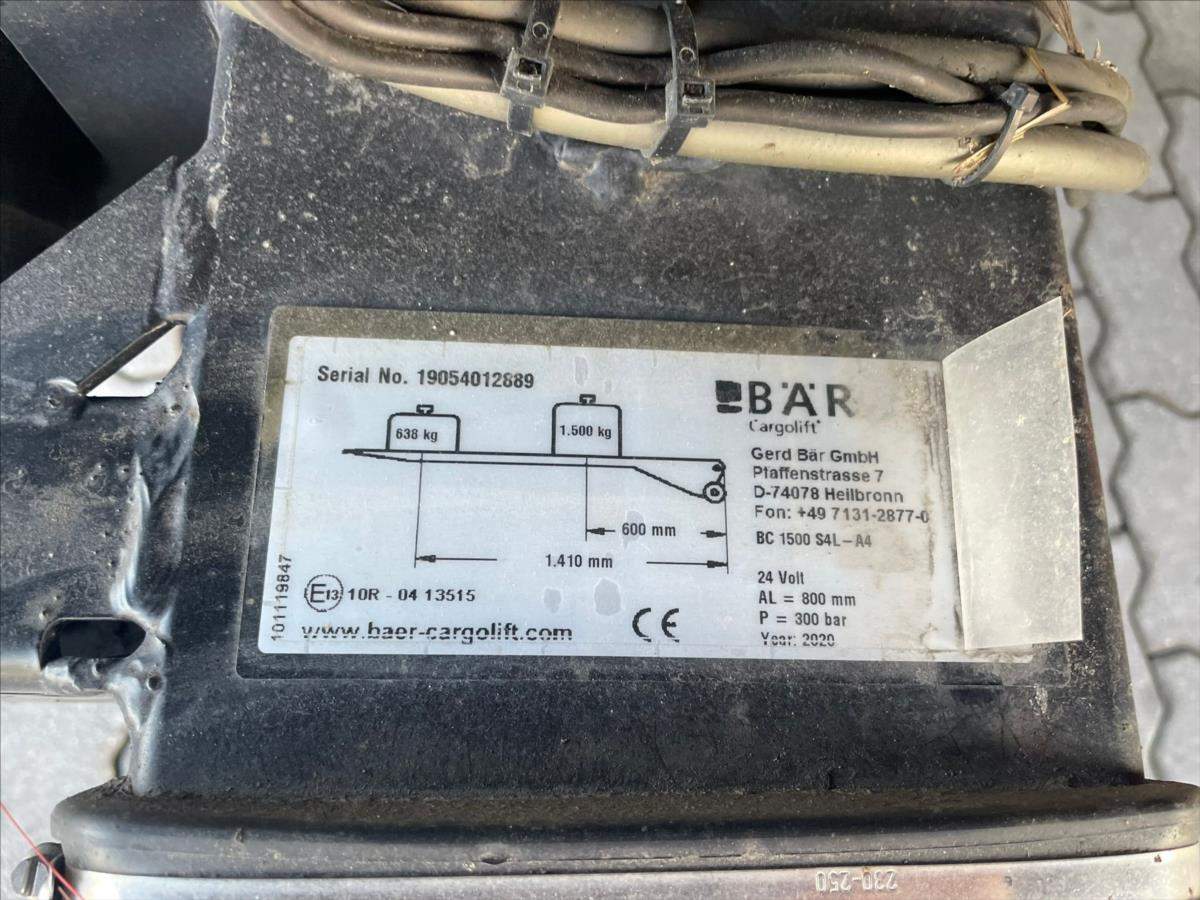 Serial No. 19054012889
BÄR
Cargolift
638 kg
1.500 kg
Gerd Bär GmbH
Pfaffenstrasse 7
D-74078 Heilbronn
Fon: +49 7131-2877-0
600 mm
BC 1500 S4L-A4
1.410 mm
24 Volt
AL = 800 mm
P = 300 bar
Year: 2020
E13 10R - 04 13515
www.baer-cargolift.com
CE
101119847
230-250